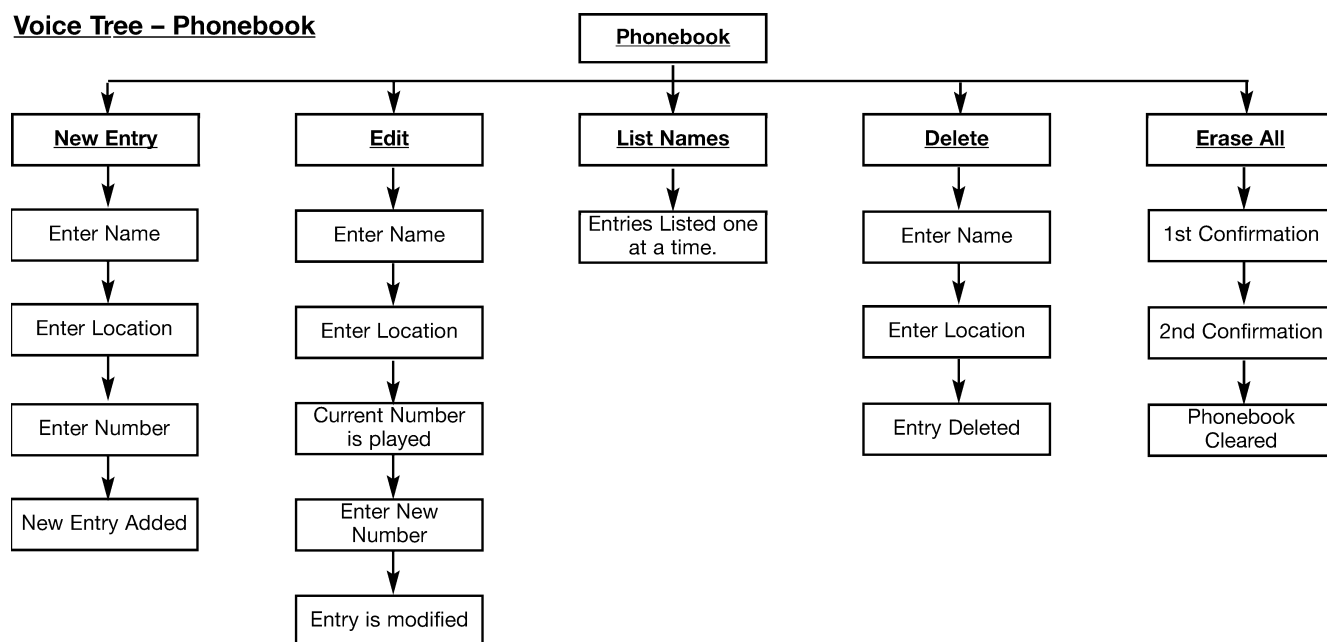 Voice Tree – Phonebook
Phonebook
New Entry
Edit
List Names
Delete
Erase All
Enter Name
Enter Name
Entries Listed one
at a time.
Enter Name
1st Confirmation
Enter Location
Enter Location
Enter Location
2nd Confirmation
Enter Number
Current Number
is played
Entry Deleted
Phonebook
Cleared
New Entry Added
Enter New
Number
Entry is modified